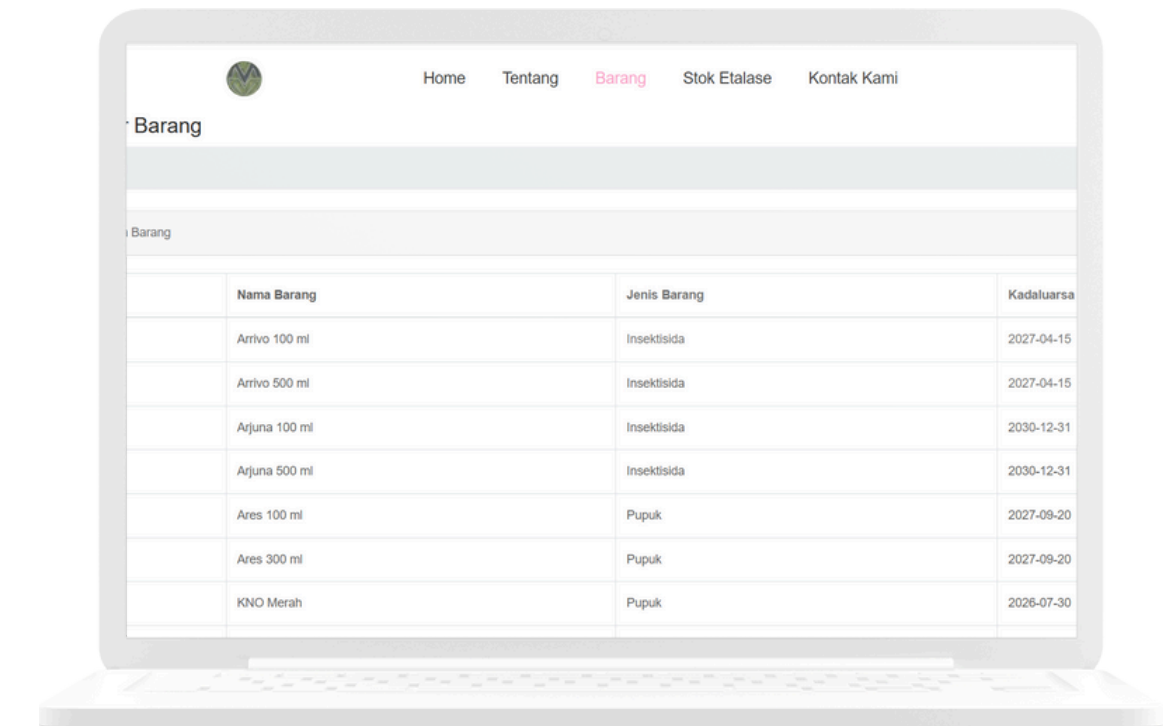 Home Tentang Barang Stok Etalase Kontak Kami
Barang
Barang
Nama Barang Jenis Barang Kadaluarsa
Arrivo 100 ml Insektisida 2027-04-15
Arrivo 500 ml Insektisida 2027-04-15
Arjuna 100 ml Insektisida 2030-12-31
Arjuna 500 ml Insektisida 2030-12-31
Ares 100 ml Pupuk 2027-09-20
Ares 300 ml Pupuk 2027-09-20
KNO Merah Pupuk 2026-07-30